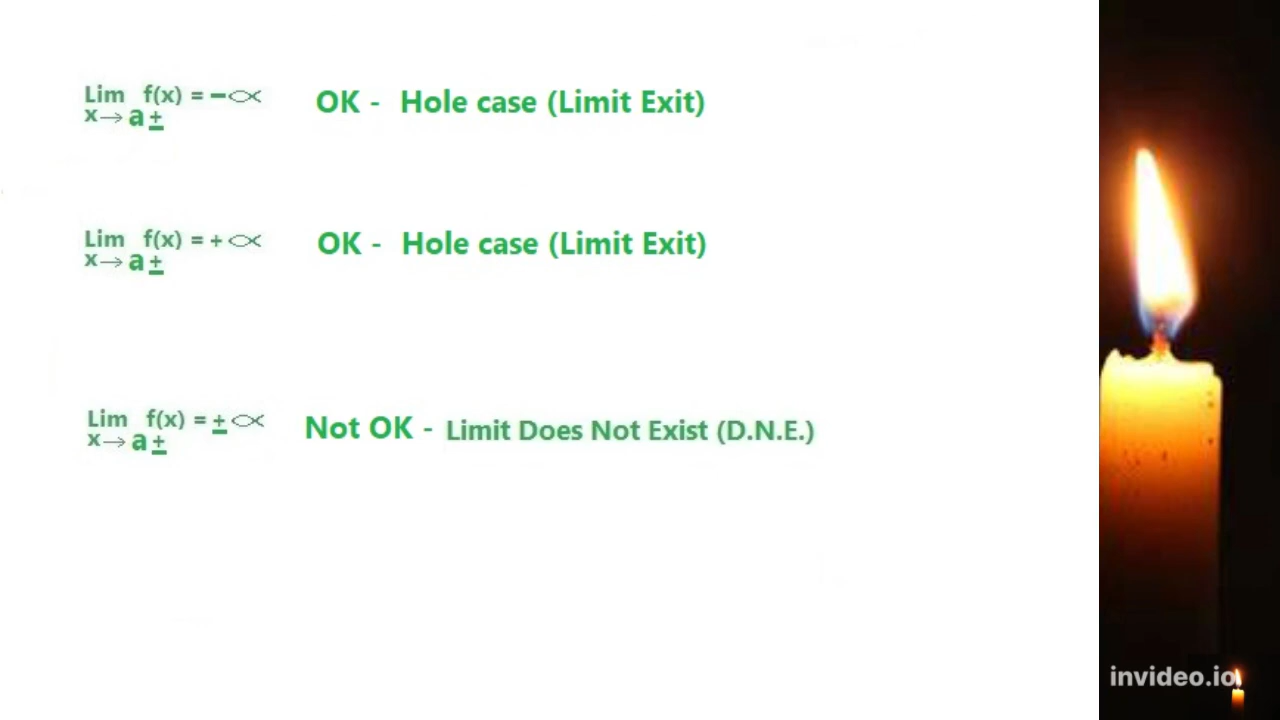 Lim f(x) = -∝ OK - Hole case (Limit Exit)
x→ a ±
Lim f(x) = +∝ OK - Hole case (Limit Exit)
x→ a ±
Lim f(x) = ±∝ Not OK - Limit Does Not Exist (D.N.E.)
x→ a ±
invideo.io